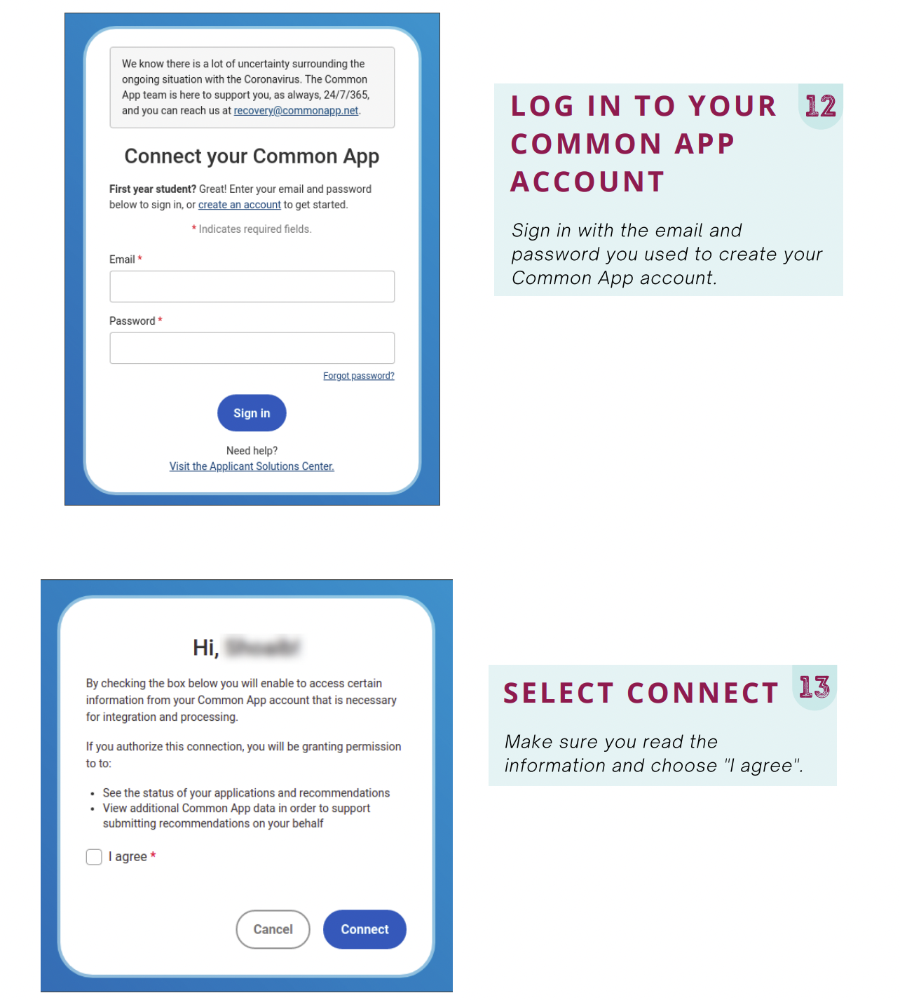 We know there is a lot of uncertainty surrounding the
ongoing situation with the Coronavirus. The Common
App team is here to support you, as always, 24/7/365,
and you can reach us at recovery@commonapp.net.
Connect your Common App
First year student? Great! Enter your email and password
below to sign in, or create an account to get started.
* Indicates required fields.
Email *
Password *
Forgot password?
Sign in
Need help?
Visit the Applicant Solutions Center.
LOG IN TO YOUR
COMMON APP
ACCOUNT
12
Sign in with the email and
password you used to create your
Common App account.
Hi,
By checking the box below you will enable to access certain
information from your Common App account that is necessary
for integration and processing.
If you authorize this connection, you will be granting permission
to to:
• See the status of your applications and recommendations
• View additional Common App data in order to support
submitting recommendations on your behalf
I agree *
Cancel
Connect
SELECT CONNECT
13
Make sure you read the
information and choose "I agree".